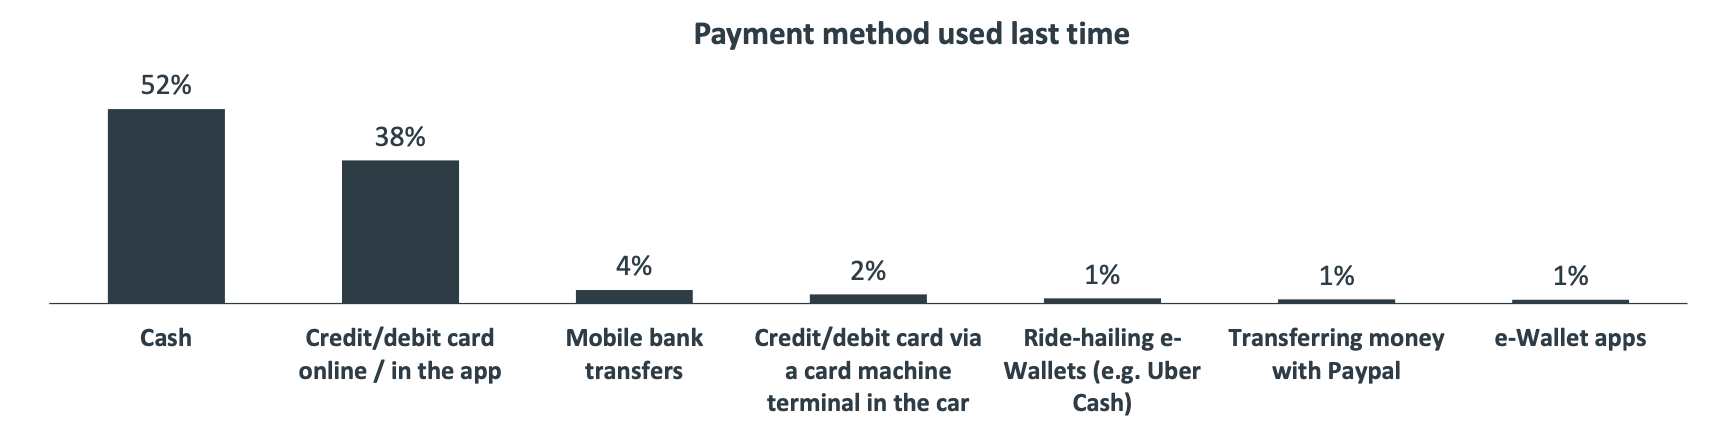 Payment method used last time
52%
38%
4%
2%
1%
1%
1%
Cash
Credit/debit card
online / in the app
Mobile bank
transfers
Credit/debit card via
a card machine
terminal in the car
Ride-hailing e-
Wallets (e.g. Uber
Cash)
Transferring money
with Paypal
e-Wallet apps